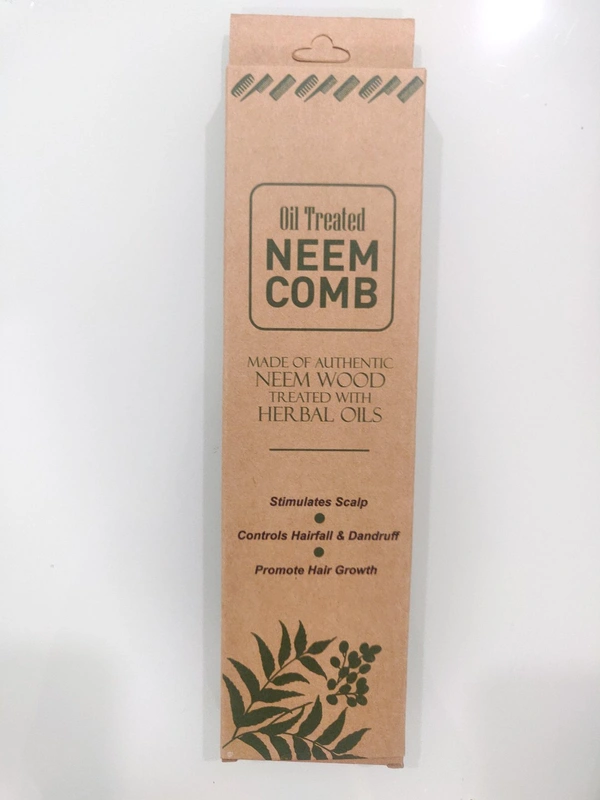 Oil Treated
NEEM
COMB
MADE OF AUTHENTIC
NEEM WOOD
TREATED WITH
HERBAL OILS
Stimulates Scalp
Controls Hairfall & Dandruff
Promote Hair Growth